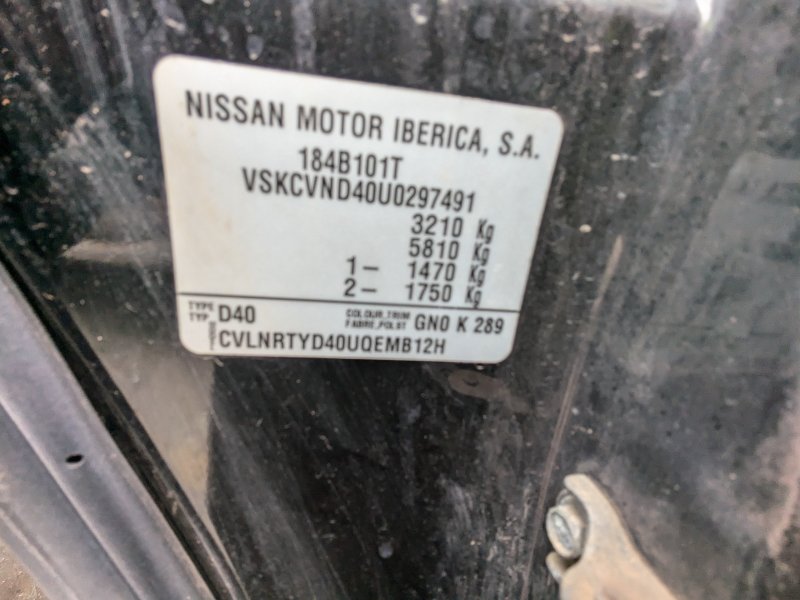 NISSAN MOTOR IBERICA, S.A.
184B101T
VSKCVND40U0297491
3210 Kg
5810 Kg
1- 1470 Kg
2- 1750 Kg
TYPE
TYP D40 COLOUR,TRIM
FABRE,POLST GN0 K 289
CVLNRTYD40UQEMB12H